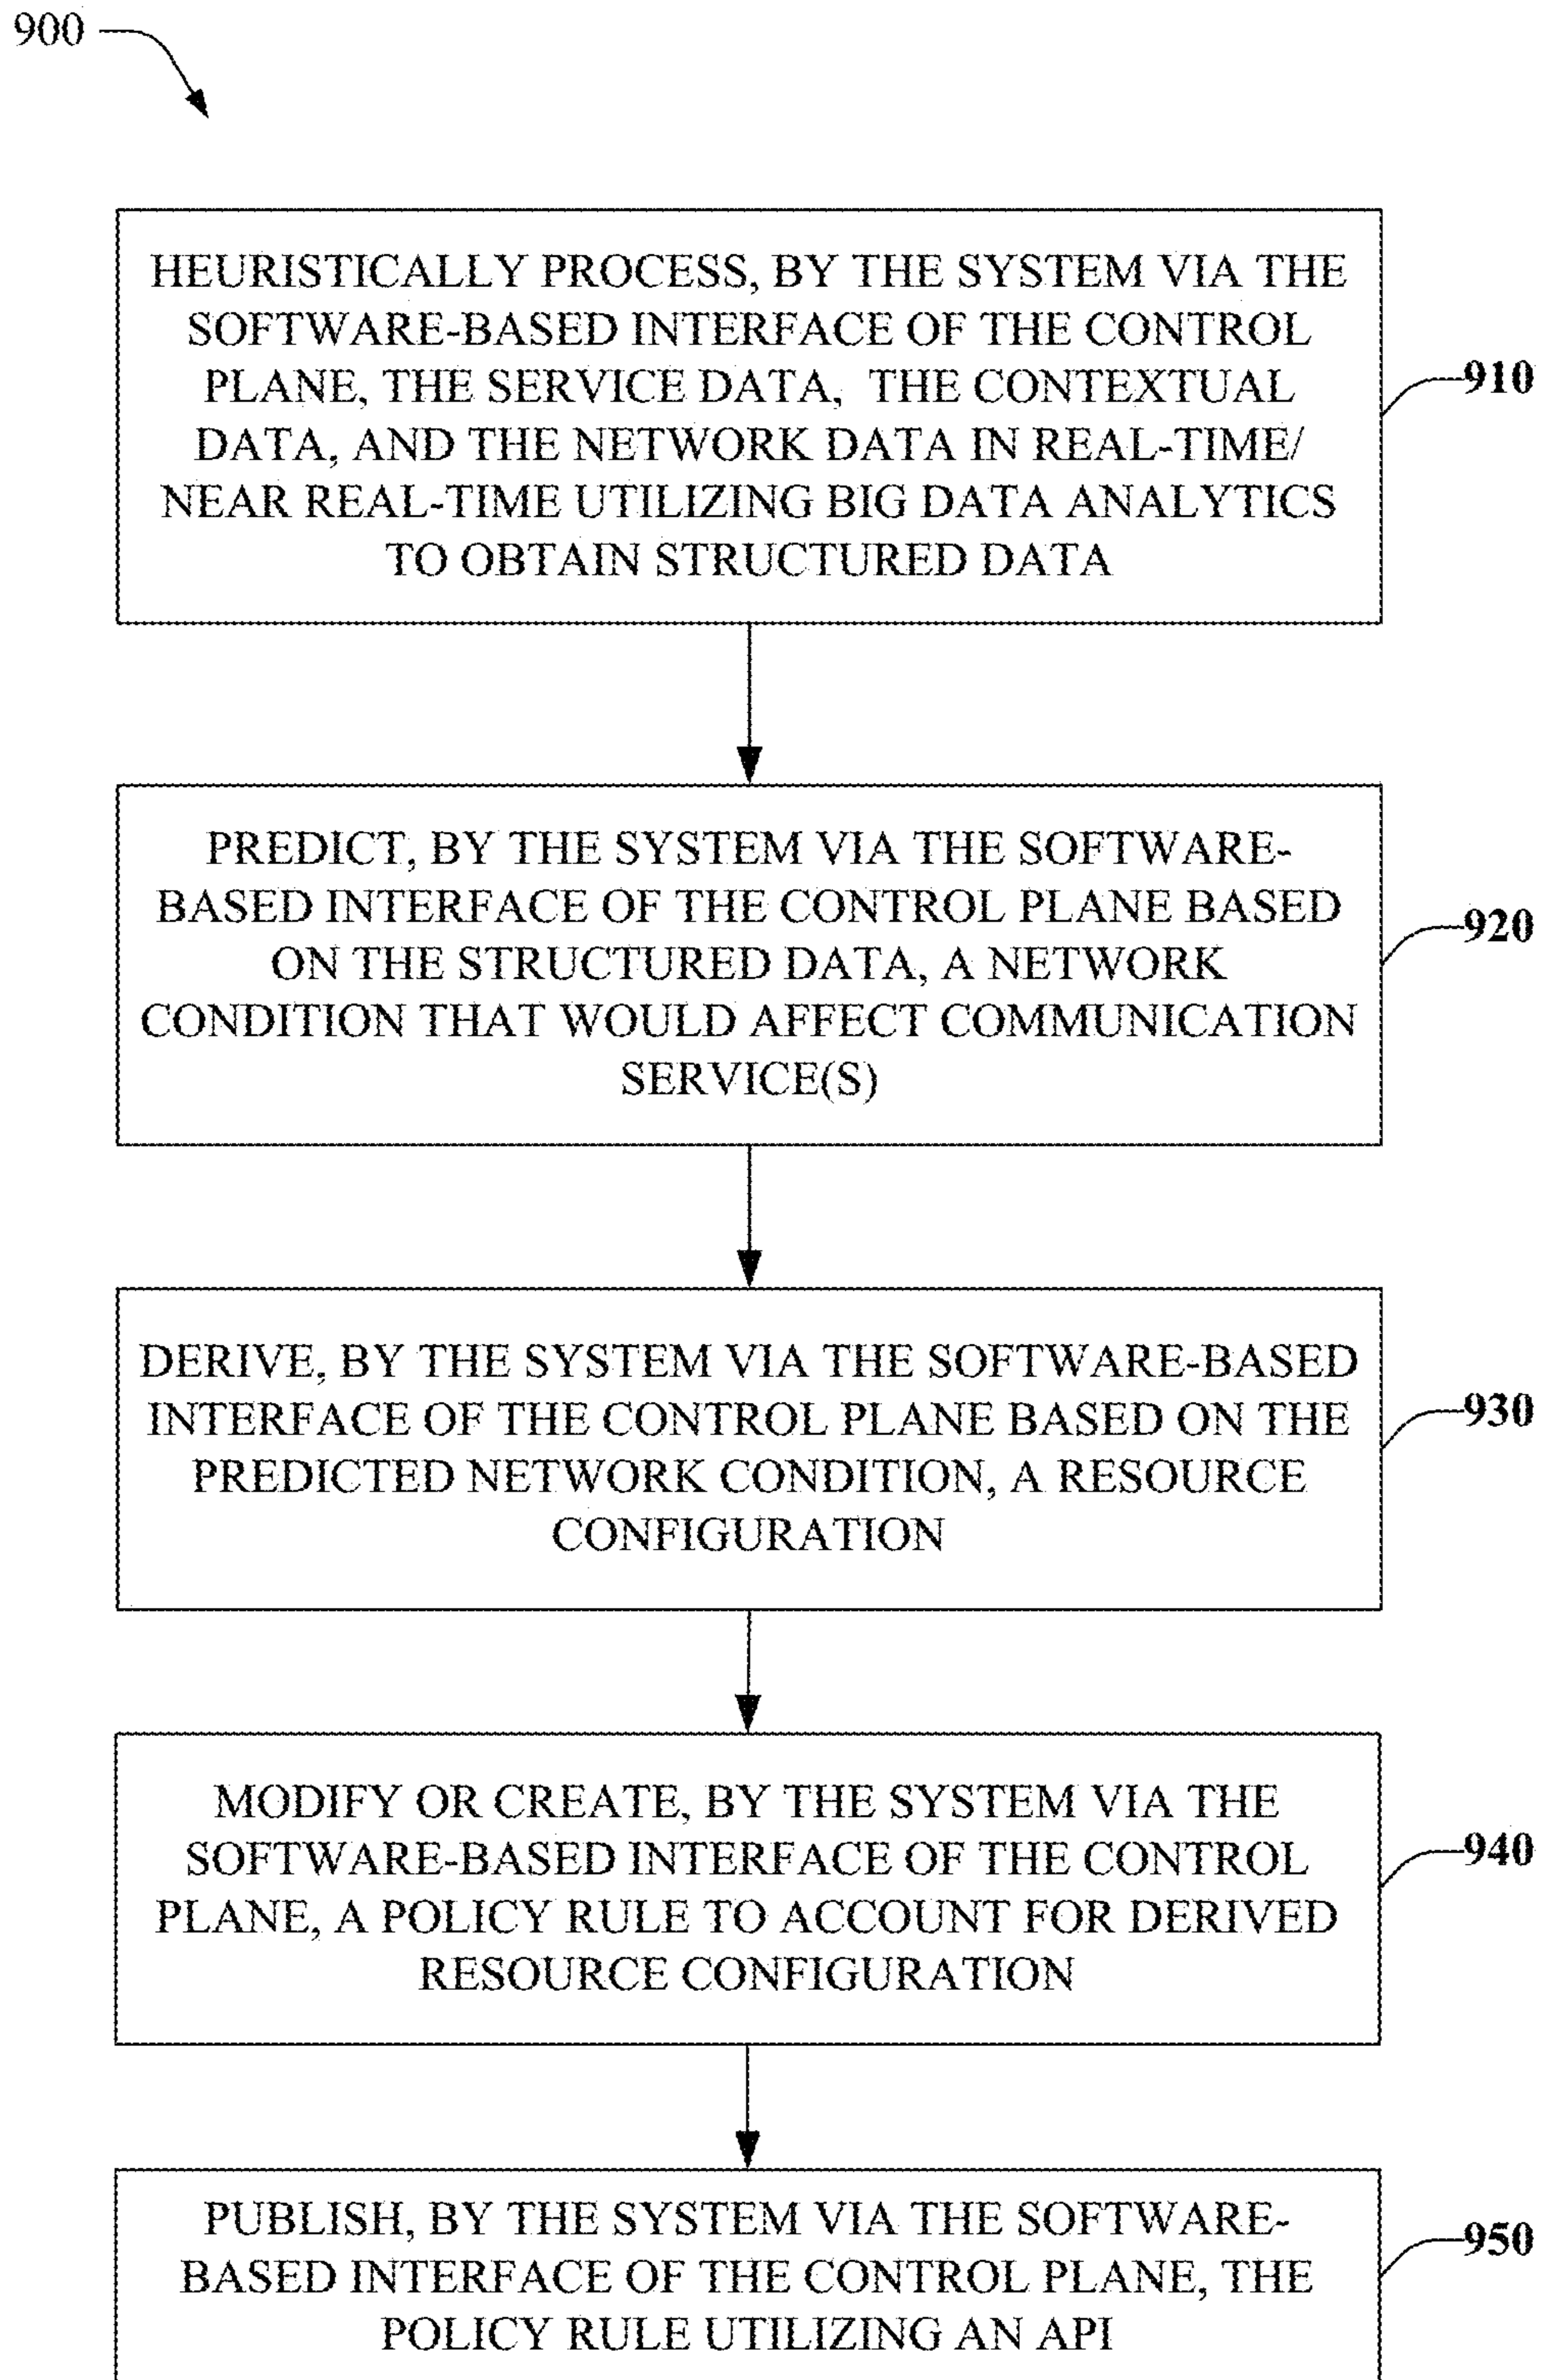 900
HEURISTICALLY PROCESS, BY THE SYSTEM VIA THE
SOFTWARE-BASED INTERFACE OF THE CONTROL
PLANE, THE SERVICE DATA, THE CONTEXTUAL
DATA, AND THE NETWORK DATA IN REAL-TIME/
NEAR REAL-TIME UTILIZING BIG DATA ANALYTICS
TO OBTAIN STRUCTURED DATA
910
PREDICT, BY THE SYSTEM VIA THE SOFTWARE-
BASED INTERFACE OF THE CONTROL PLANE BASED
ON THE STRUCTURED DATA, A NETWORK
CONDITION THAT WOULD AFFECT COMMUNICATION
SERVICE(S)
920
DERIVE, BY THE SYSTEM VIA THE SOFTWARE-BASED
INTERFACE OF THE CONTROL PLANE BASED ON THE
PREDICTED NETWORK CONDITION, A RESOURCE
CONFIGURATION
930
MODIFY OR CREATE, BY THE SYSTEM VIA THE
SOFTWARE-BASED INTERFACE OF THE CONTROL
PLANE, A POLICY RULE TO ACCOUNT FOR DERIVED
RESOURCE CONFIGURATION
940
PUBLISH, BY THE SYSTEM VIA THE SOFTWARE-
BASED INTERFACE OF THE CONTROL PLANE, THE
POLICY RULE UTILIZING AN API
950